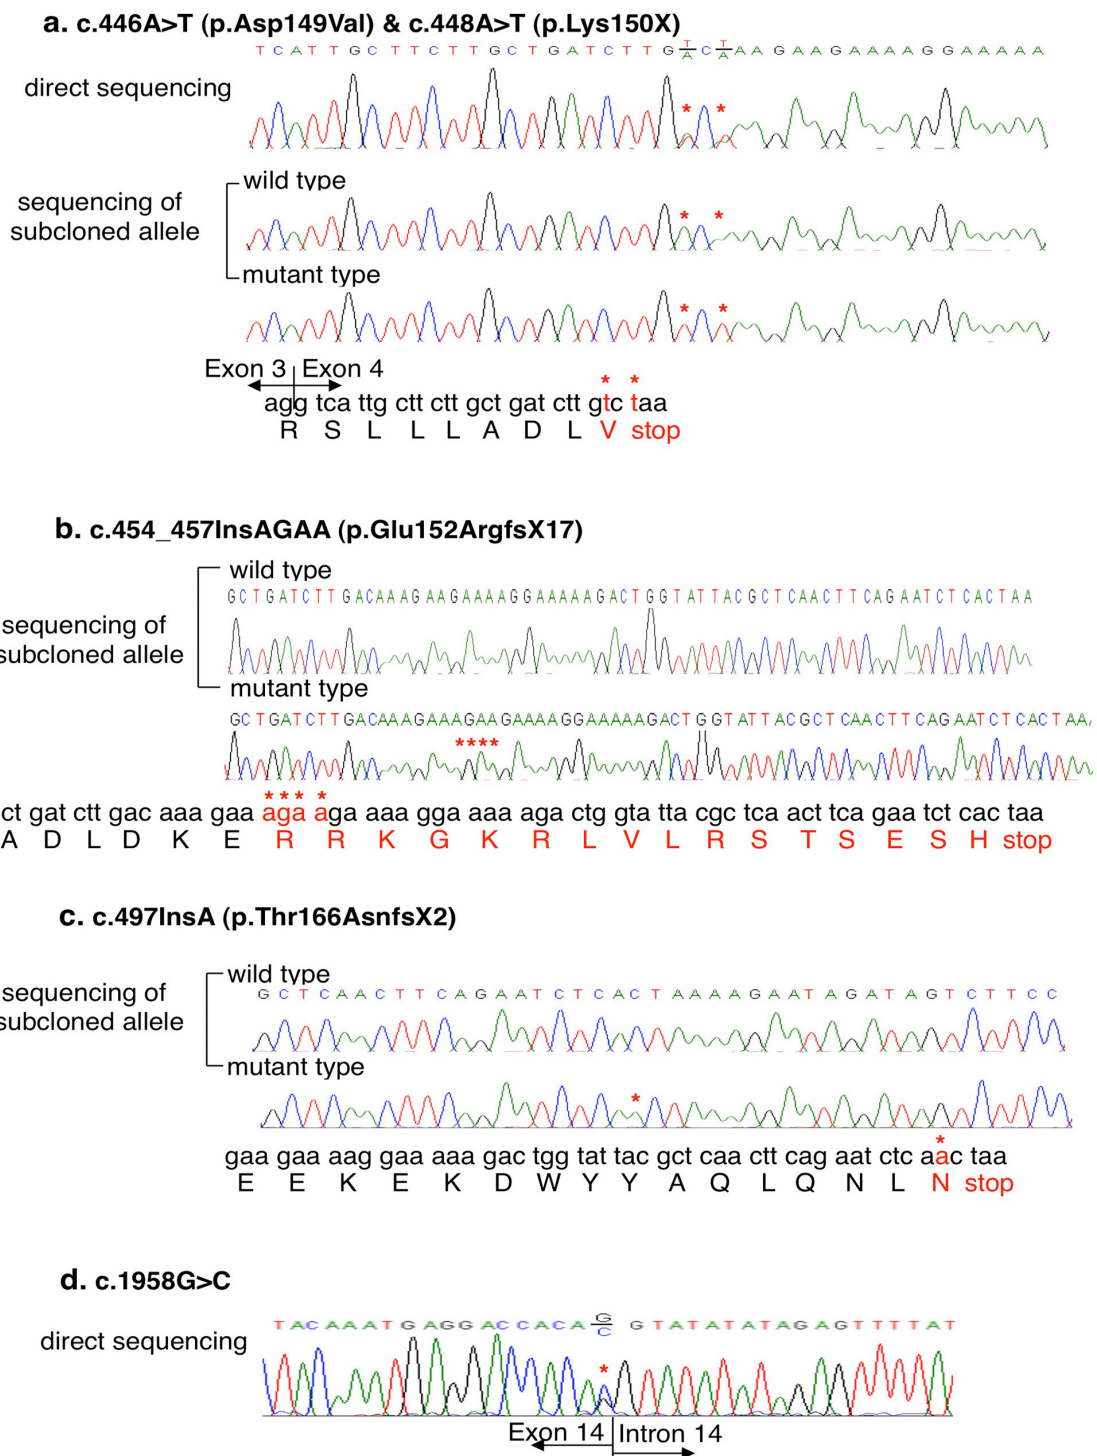 a. c.446A>T (p.Asp149Val) & c.448A>T (p.Lys150X)
T C A T T G C T T C T T G C T G A T C T T G T/A C T/A A A G A A G A A A A G G A A A A A
direct sequencing
* *
wild type
sequencing of
subcloned allele
* *
mutant type
* *
Exon 3 Exon 4
* *
agg tca ttg ctt ctt gct gat ctt gtc taa
R S L L L A D L V stop
b. c.454_457InsAGAA (p.Glu152ArgfsX17)
wild type
GCTGATCTTGACAAAGAAGAAAAGGAAAAAGACTGGTATTACGCTCAACTTCAGAATCTCACTAA
sequencing of
subcloned allele
mutant type
GCTGATCTTGACAAAGAAAGAAGAAAAGGAAAAAGACTGGTATTACGCTCAACTTCAGAATCTCACTAA
****
*** *
ct gat ctt gac aaa gaa aga aga aaa gga aaa aga ctg gta tta cgc tca act tca gaa tct cac taa
A D L D K E R R K G K R L V L R S T S E S H stop
c. c.497InsA (p.Thr166AsnfsX2)
wild type
sequencing of
subcloned allele
G C T C A A C T T C A G A A T C T C A C T A A A A G A A T A G A T A G T C T T C C
mutant type
*
*
gaa gaa aag gaa aaa gac tgg tat tac gct caa ctt cag aat ctc aac taa
E E K E K D W Y Y A Q L Q N L N stop
d. c.1958G>C
TACAAATGAGGACCACA G/C GTATATATAGAGTTTTAT
direct sequencing
*
Exon 14 Intron 14